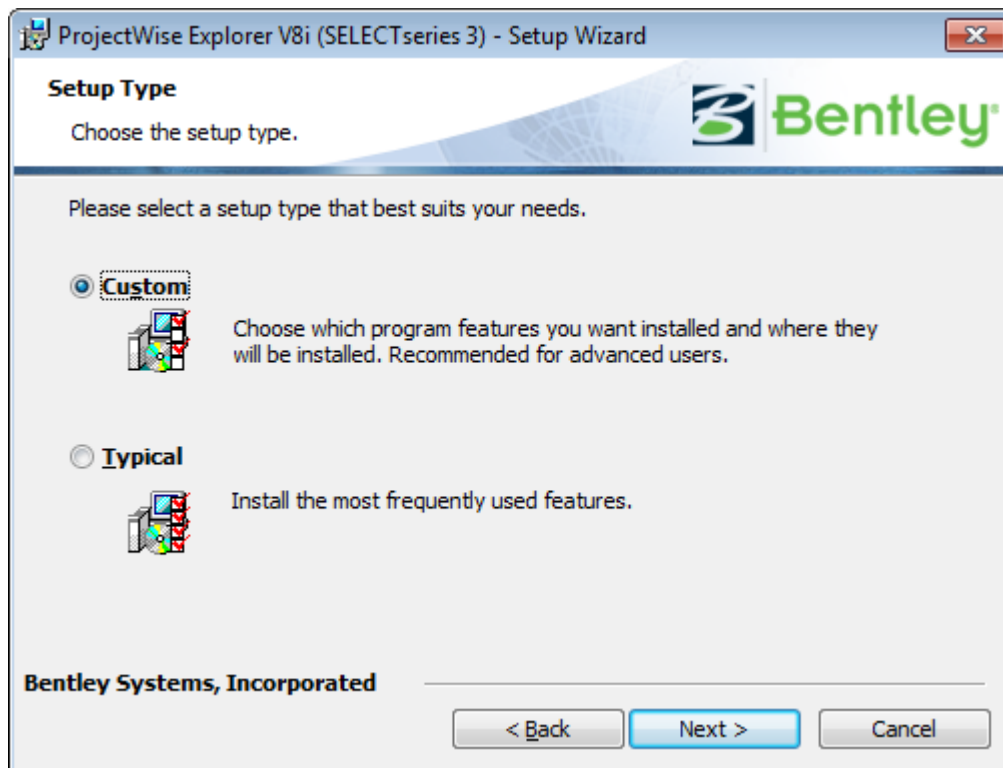 ProjectWise Explorer V8i (SELECTseries 3) - Setup Wizard
Setup Type
Choose the setup type.
Bentley®
Please select a setup type that best suits your needs.
Custom
Choose which program features you want installed and where they
will be installed. Recommended for advanced users.
Typical
Install the most frequently used features.
Bentley Systems, Incorporated
< Back
Next >
Cancel